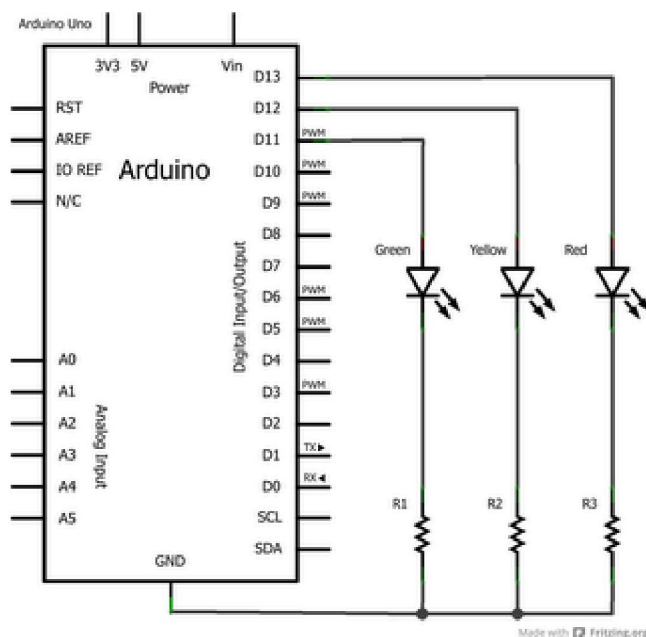 Arduino Uno
3V3 5V Vin
Power
RST
AREF
IO REF
N/C
Arduino
A0
A1
A2
A3
A4
A5
Analog Input
Digital Input/Output
D13
D12
D11 PWM
D10 PWM
D9 PWM
D8
D7
D6 PWM
D5 PWM
D4
D3 PWM
D2
D1 TX
D0 RX
SCL
SDA
GND
Green Yellow Red
R1 R2 R3
Made with Fritzing.org